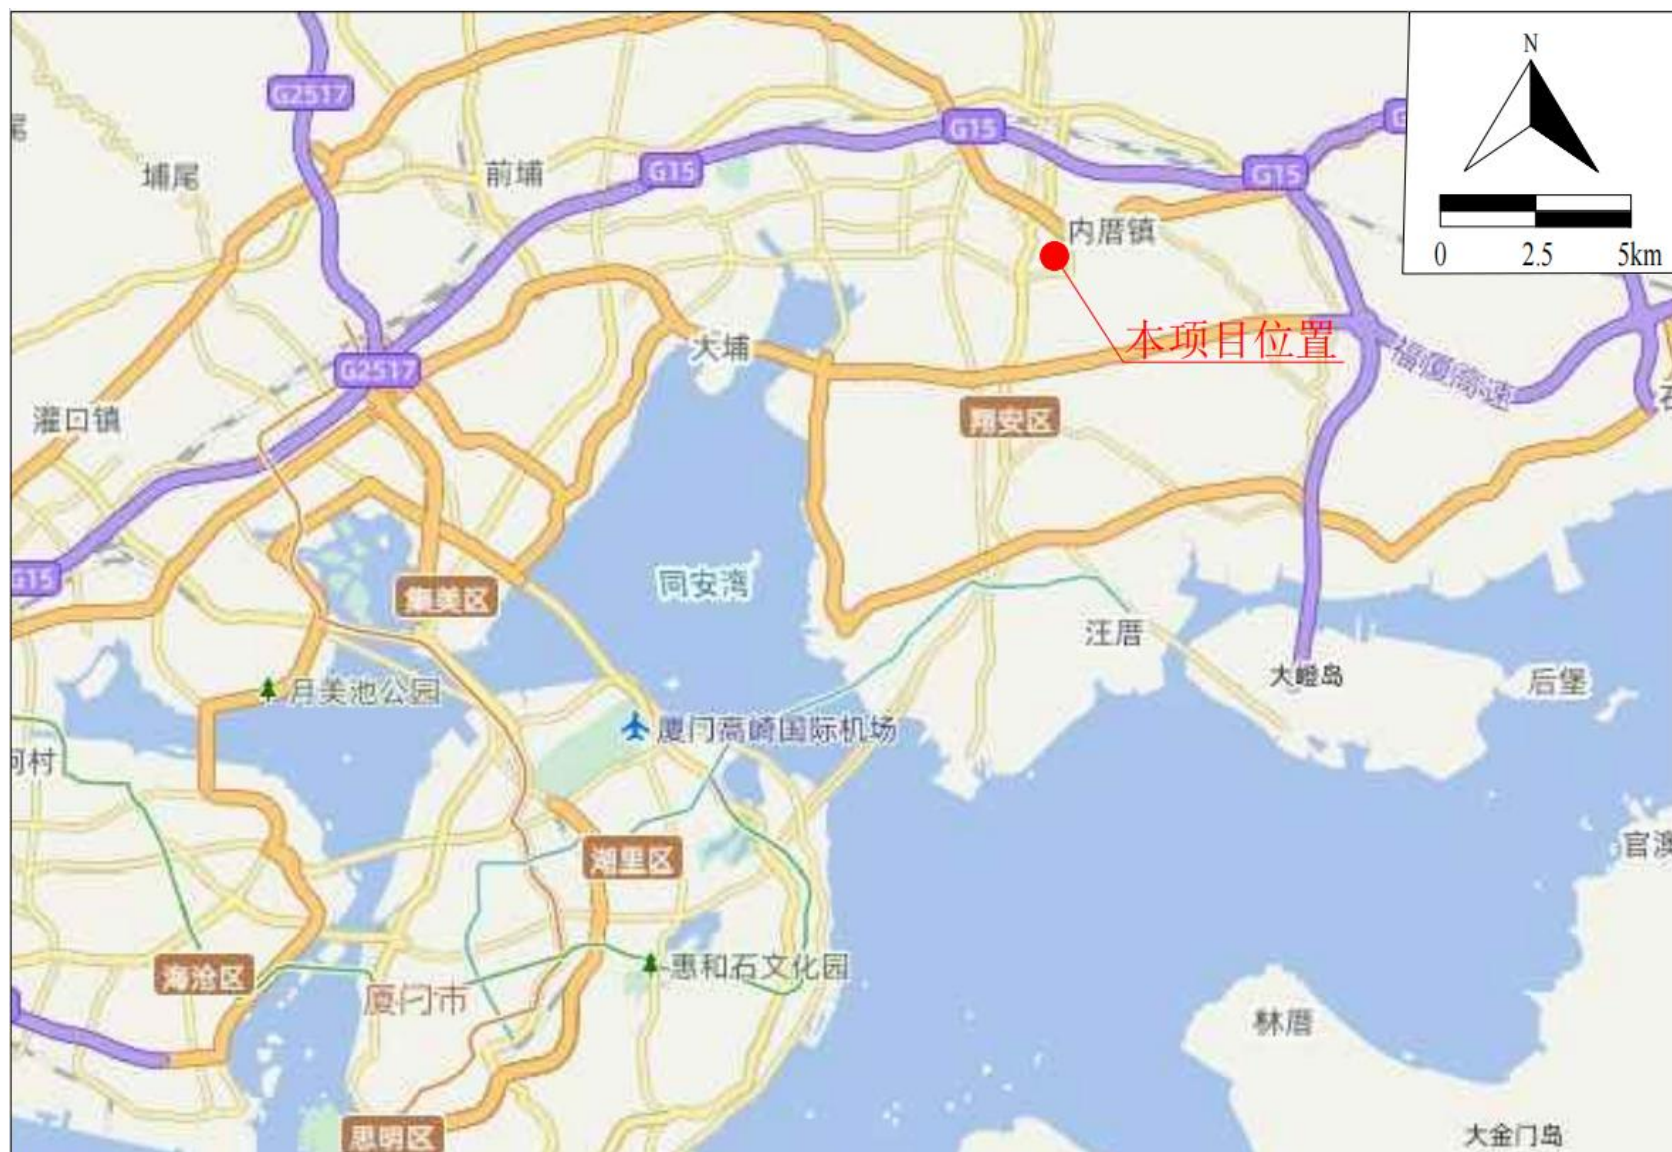 G2517
G15
G15
G15
N
0 2.5 5km
埔尾
前埔
内厝镇
本项目位置
大埔
G2517
福厦高速
灌口镇
翔安区
G15
集美区
同安湾
汪厝
大嶝岛
后堡
月美池公园
厦门高崎国际机场
湖里区
官澳
海沧区
厦门市
惠和石文化园
林厝
思明区
大金门岛